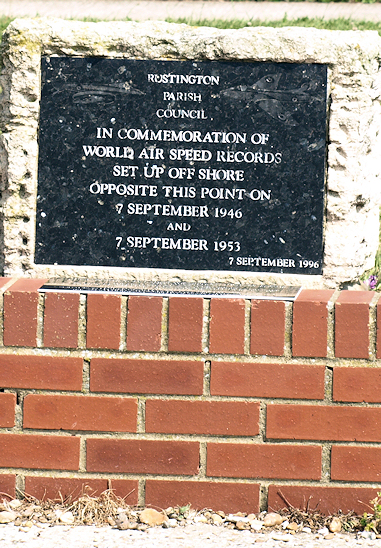 RUSTINGTON
PARISH
COUNCIL
IN COMMEMORATION OF
WORLD AIR SPEED RECORDS
SET UP OFF SHORE
OPPOSITE THIS POINT ON
7 SEPTEMBER 1946
AND
7 SEPTEMBER 1953
7 SEPTEMBER 1996